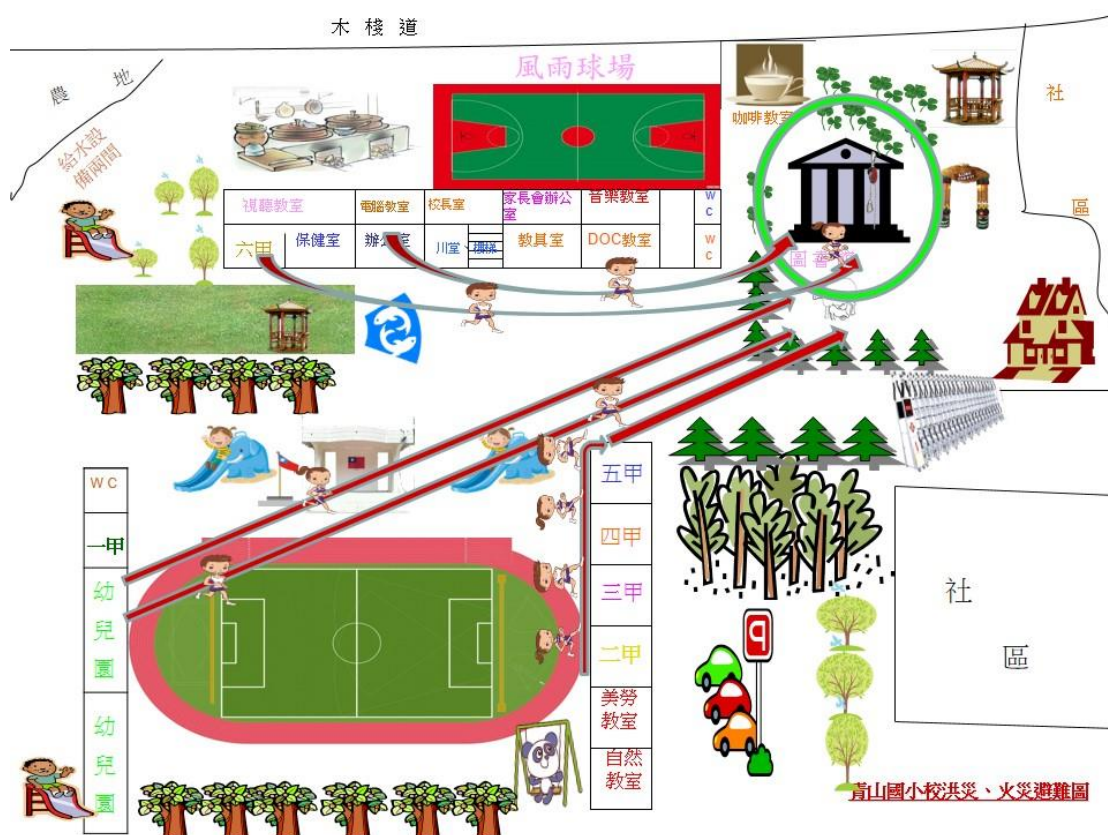 木棧道
農地
風雨球場
社
區
咖啡教室
給水設
備兩間
視聽教室
電腦教室
校長室
家長會辦公
室
音樂教室
WC
六甲
保健室
辦公室
川堂
樓梯
教具室
DOC教室
WC
圖書
WC
一甲
幼
兒
園
幼
兒
園
五甲
四甲
三甲
二甲
美勞
教室
自然
教室
社
區
青山國小校洪災、火災避難圖